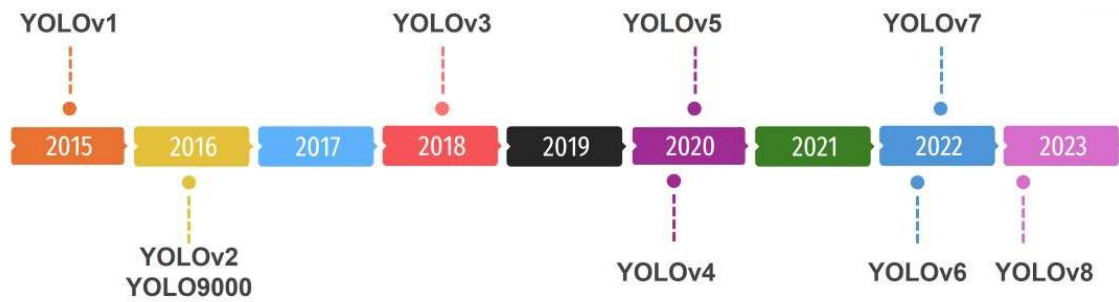 YOLOv1 YOLOv3 YOLOv5 YOLOv7
2015 2016 2017 2018 2019 2020 2021 2022 2023
YOLOv2 YOLOv4 YOLOv6 YOLOv8
YOLO9000